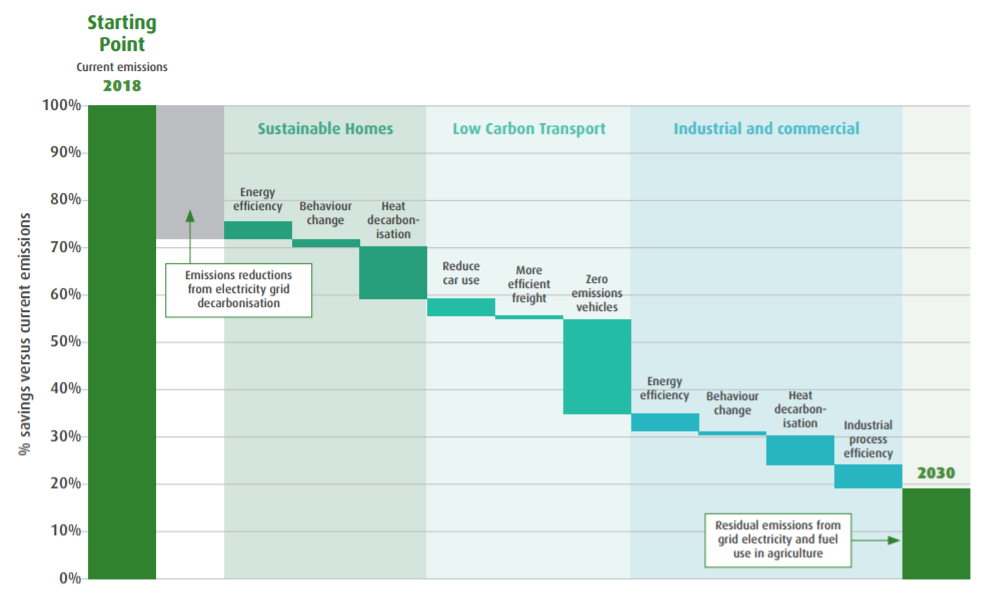 Starting
Point
Current emissions
2018
% savings versus current emissions
100%
90%
80%
70%
60%
50%
40%
30%
20%
10%
0%
Emissions reductions
from electricity grid
decarbonisation
Sustainable Homes
Energy
efficiency
Behaviour
change
Heat
decarbon-
isation
Low Carbon Transport
Reduce
car use
More
efficient
freight
Zero
emissions
vehicles
Industrial and commercial
Energy
efficiency
Behaviour
change
Heat
decarbon-
isation
Industrial
process
efficiency
2030
Residual emissions from
grid electricity and fuel
use in agriculture